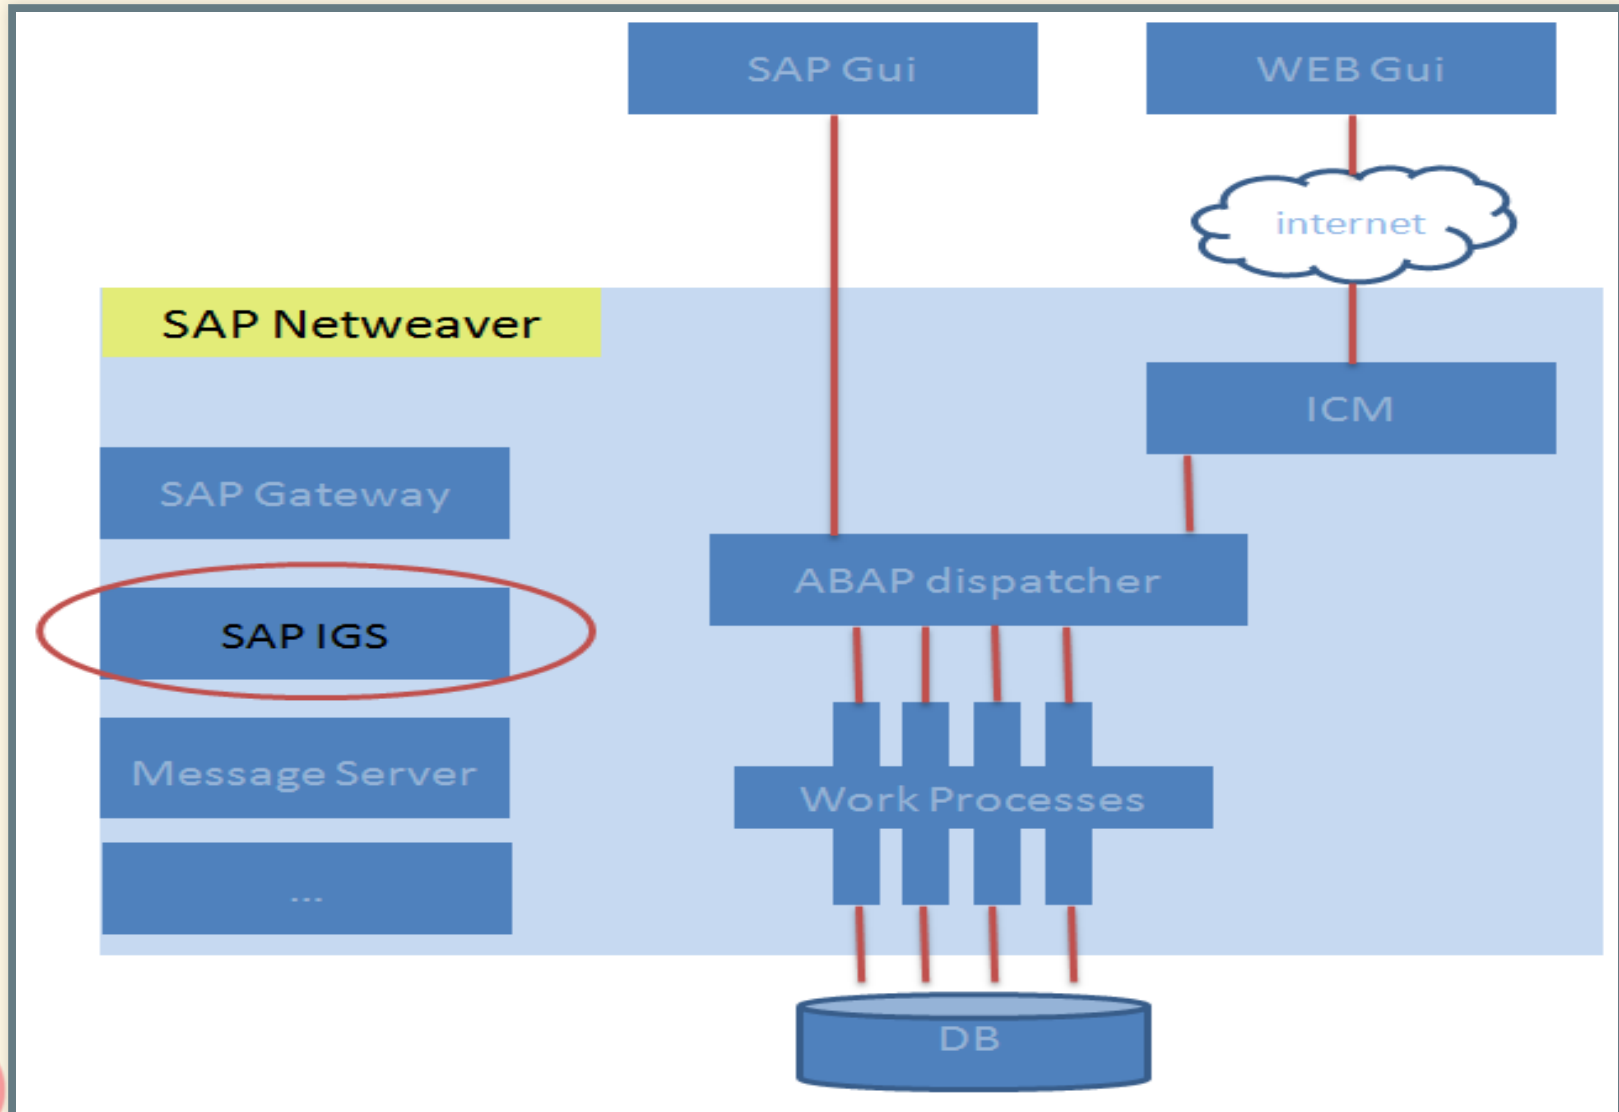 SAP Gui
WEB Gui
internet
SAP Netweaver
ICM
SAP Gateway
ABAP dispatcher
SAP IGS
Message Server
Work Processes
...
DB